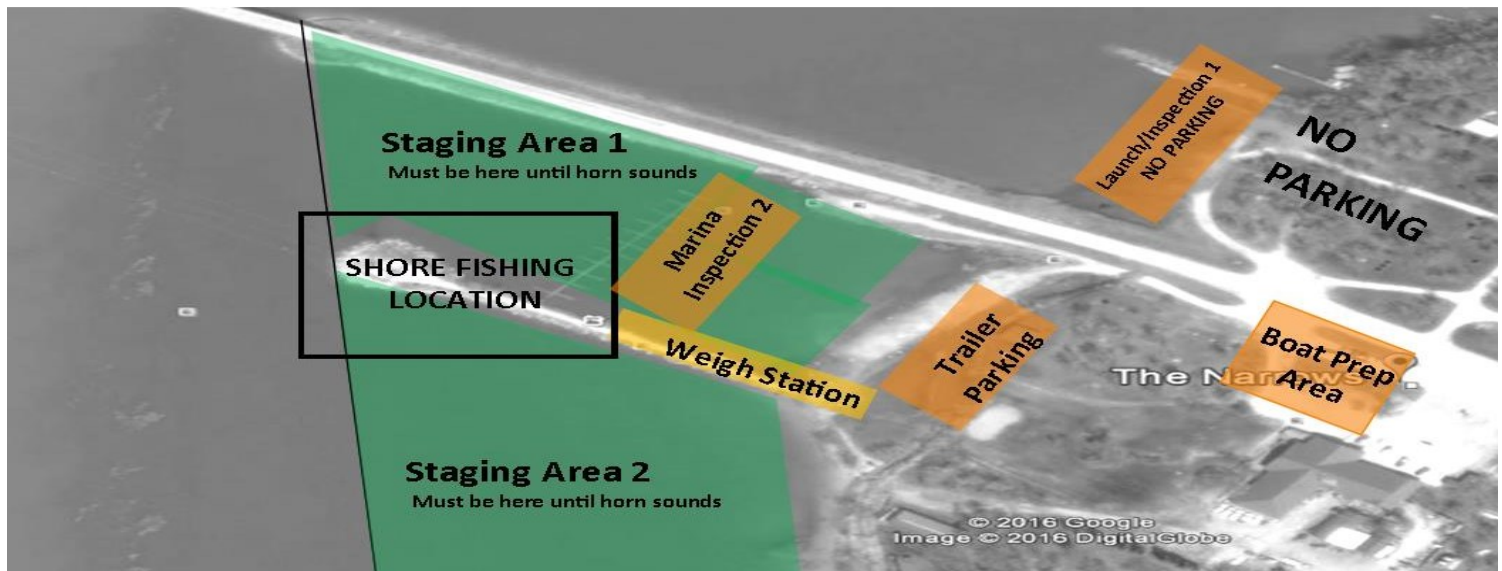 Staging Area 1
Must be here until horn sounds
Launch/Inspection 1
NO PARKING
NO
PARKING
Marina
Inspection 2
SHORE FISHING
LOCATION
Weigh Station
Trailer
Parking
Boat Prep
Area
The Narrows
Staging Area 2
Must be here until horn sounds
© 2016 Google
Image © 2016 DigitalGlobe